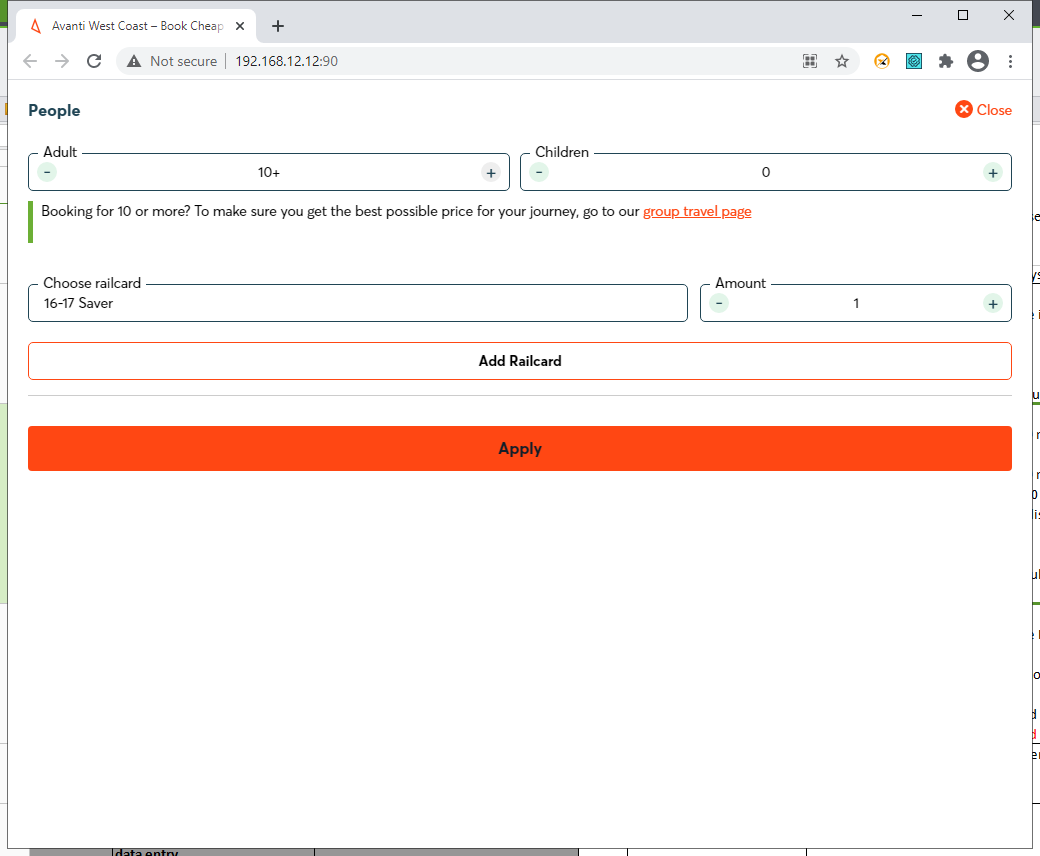 Avanti West Coast – Book Cheap
Not secure
192.168.12.12:90
People
Close
Adult
Children
-
10+
+
-
0
+
Booking for 10 or more? To make sure you get the best possible price for your journey, go to our group travel page
Choose railcard
Amount
16-17 Saver
-
1
+
Add Railcard
Apply
data entry